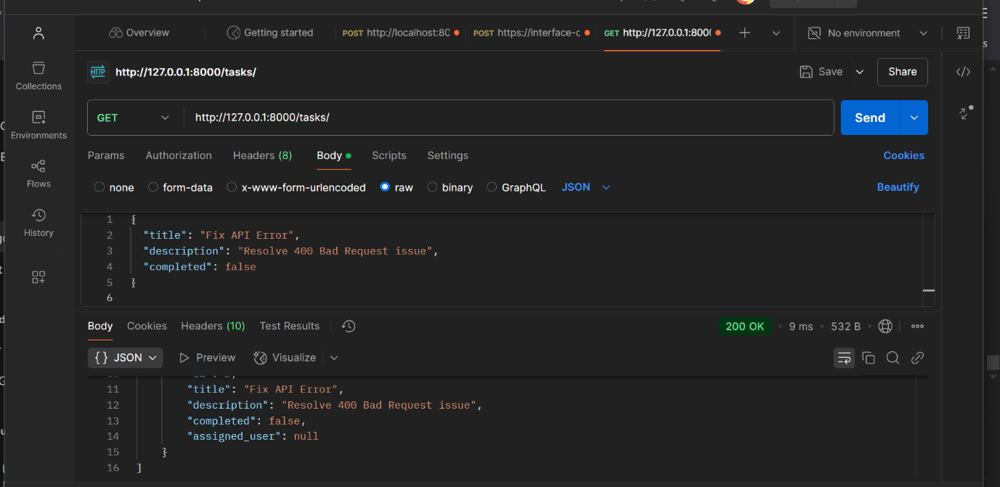 Overview
Getting started
POST http://localhost:80
POST https://interface-c
GET http://127.0.0.1:8000
No environment
HTTP http://127.0.0.1:8000/tasks/
Save
Share
Collections
Environments
Flows
History
GET
http://127.0.0.1:8000/tasks/
Send
Params
Authorization
Headers (8)
Body
Scripts
Settings
Cookies
none
form-data
x-www-form-urlencoded
raw
binary
GraphQL
JSON
Beautify
1 {
2 "title": "Fix API Error",
3 "description": "Resolve 400 Bad Request issue",
4 "completed": false
5 }
6
Body
Cookies
Headers (10)
Test Results
200 OK
9 ms
532 B
{} JSON
Preview
Visualize
11 "title": "Fix API Error",
12 "description": "Resolve 400 Bad Request issue",
13 "completed": false,
14 "assigned_user": null
15 }
16 ]